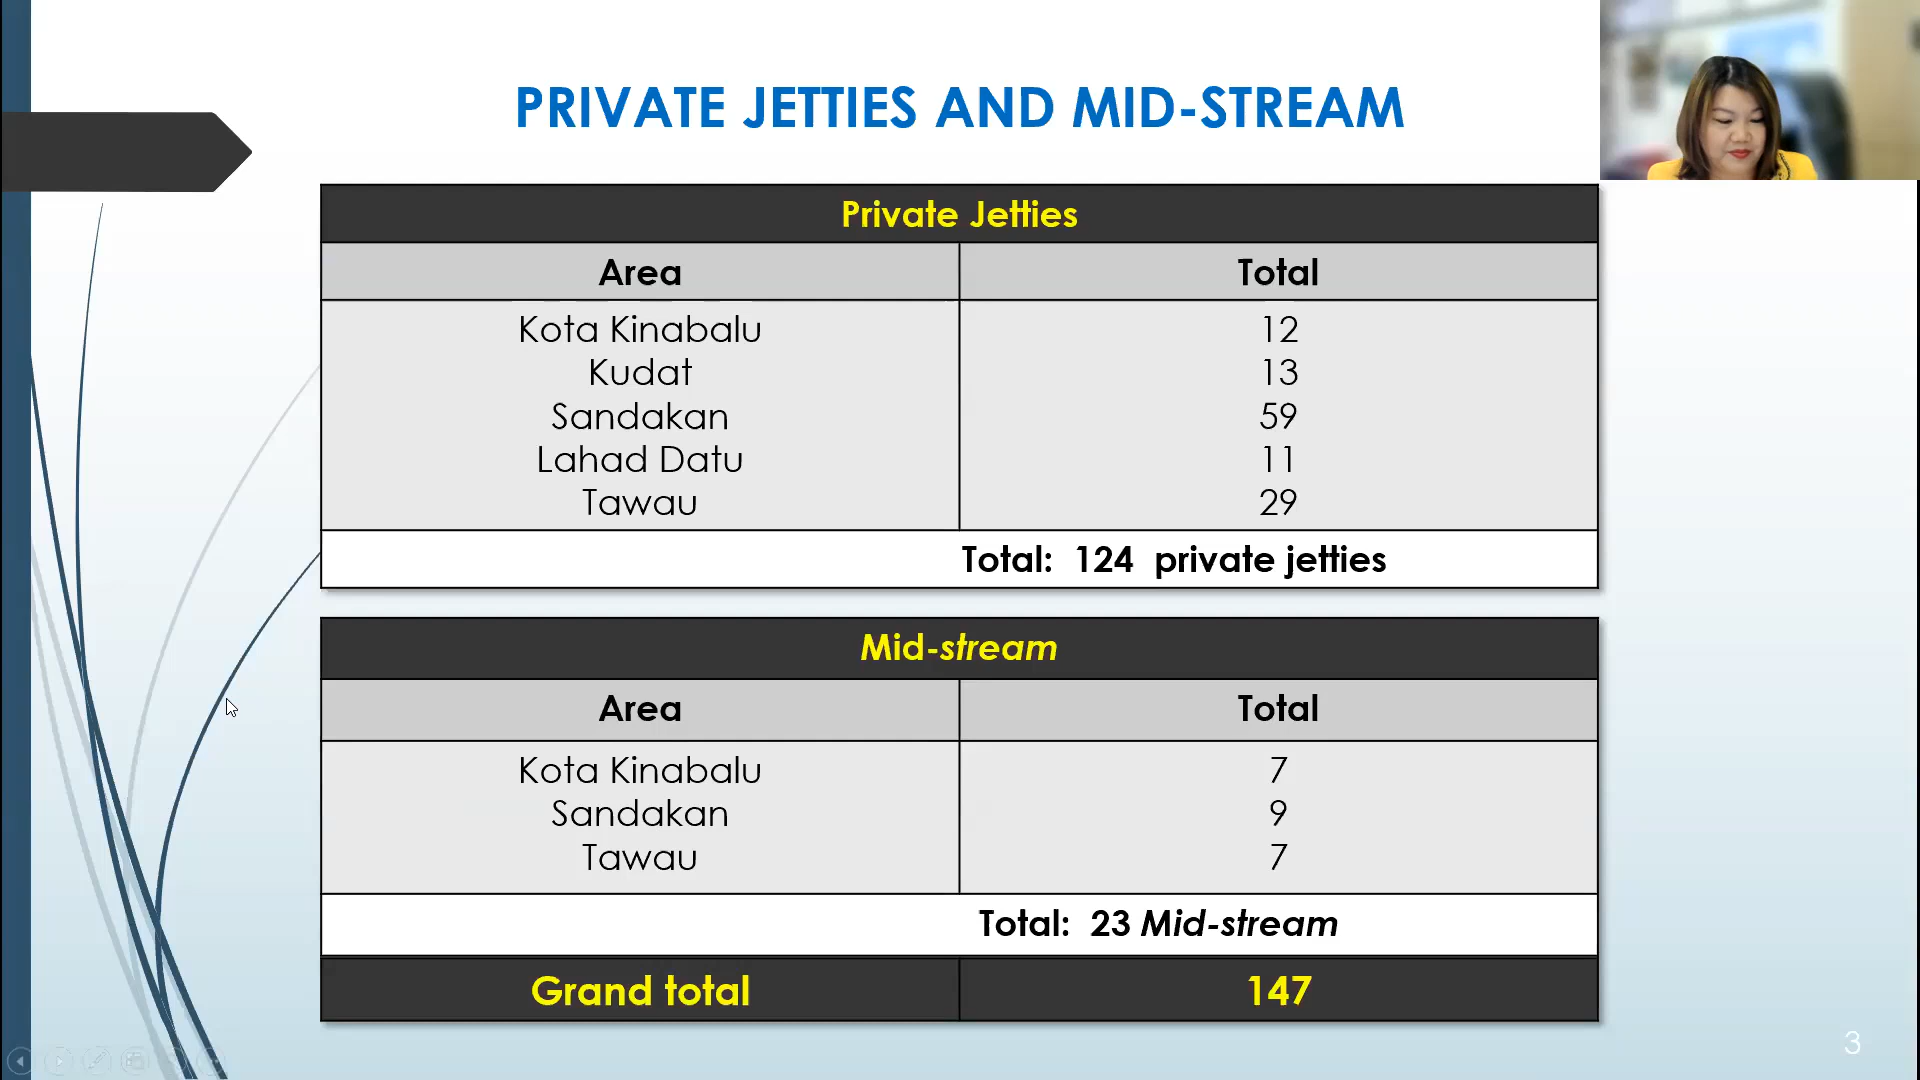 PRIVATE JETTIES AND MID-STREAM
Private Jetties
Area Total
Kota Kinabalu 12
Kudat 13
Sandakan 59
Lahad Datu 11
Tawau 29
Total: 124 private jetties
Mid-stream
Area Total
Kota Kinabalu 7
Sandakan 9
Tawau 7
Total: 23 Mid-stream
Grand total 147
3